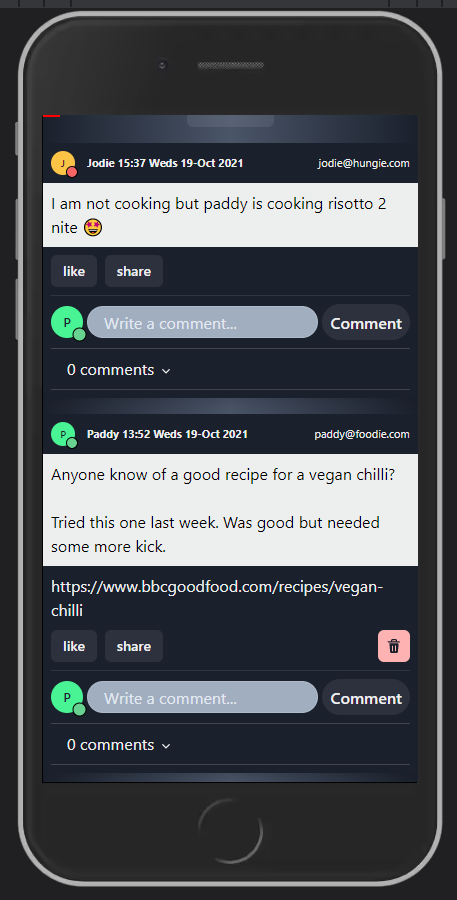 J
Jodie 15:37 Weds 19-Oct 2021
jodie@hungie.com
I am not cooking but paddy is cooking risotto 2
nite 🤩
like
share
P
Write a comment...
Comment
0 comments
P
Paddy 13:52 Weds 19-Oct 2021
paddy@foodie.com
Anyone know of a good recipe for a vegan chilli?
Tried this one last week. Was good but needed
some more kick.
https://www.bbcgoodfood.com/recipes/vegan-
chilli
like
share
P
Write a comment...
Comment
0 comments